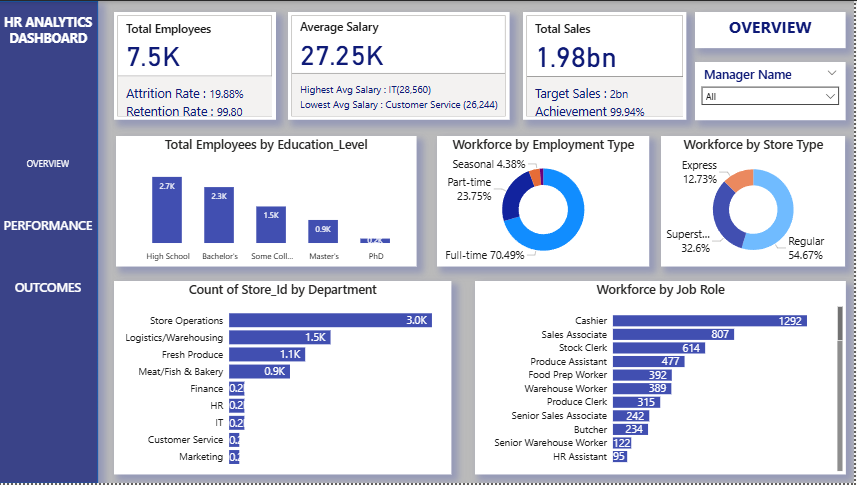 HR ANALYTICS
DASHBOARD
OVERVIEW
PERFORMANCE
OUTCOMES
Total Employees
7.5K
Attrition Rate : 19.88%
Retention Rate : 99.80
Average Salary
27.25K
Highest Avg Salary : IT(28,560)
Lowest Avg Salary : Customer Service (26,244)
Total Sales
1.98bn
Target Sales : 2bn
Achievement 99.94%
OVERVIEW
Manager Name
All
Total Employees by Education_Level
2.7K
2.3K
1.5K
0.9K
0.2K
High School
Bachelor's
Some Coll...
Master's
PhD
Workforce by Employment Type
Seasonal 4.38%
Part-time
23.75%
Full-time 70.49%
Workforce by Store Type
Express
12.73%
Superst...
32.6%
Regular
54.67%
Count of Store_Id by Department
Store Operations 3.0K
Logistics/Warehousing 1.5K
Fresh Produce 1.1K
Meat/Fish & Bakery 0.9K
Finance 0.2
HR 0.2
IT 0.2
Customer Service 0.
Marketing 0.
Workforce by Job Role
Cashier 1292
Sales Associate 807
Stock Clerk 614
Produce Assistant 477
Food Prep Worker 392
Warehouse Worker 389
Produce Clerk 315
Senior Sales Associate 242
Butcher 234
Senior Warehouse Worker 122
HR Assistant 95